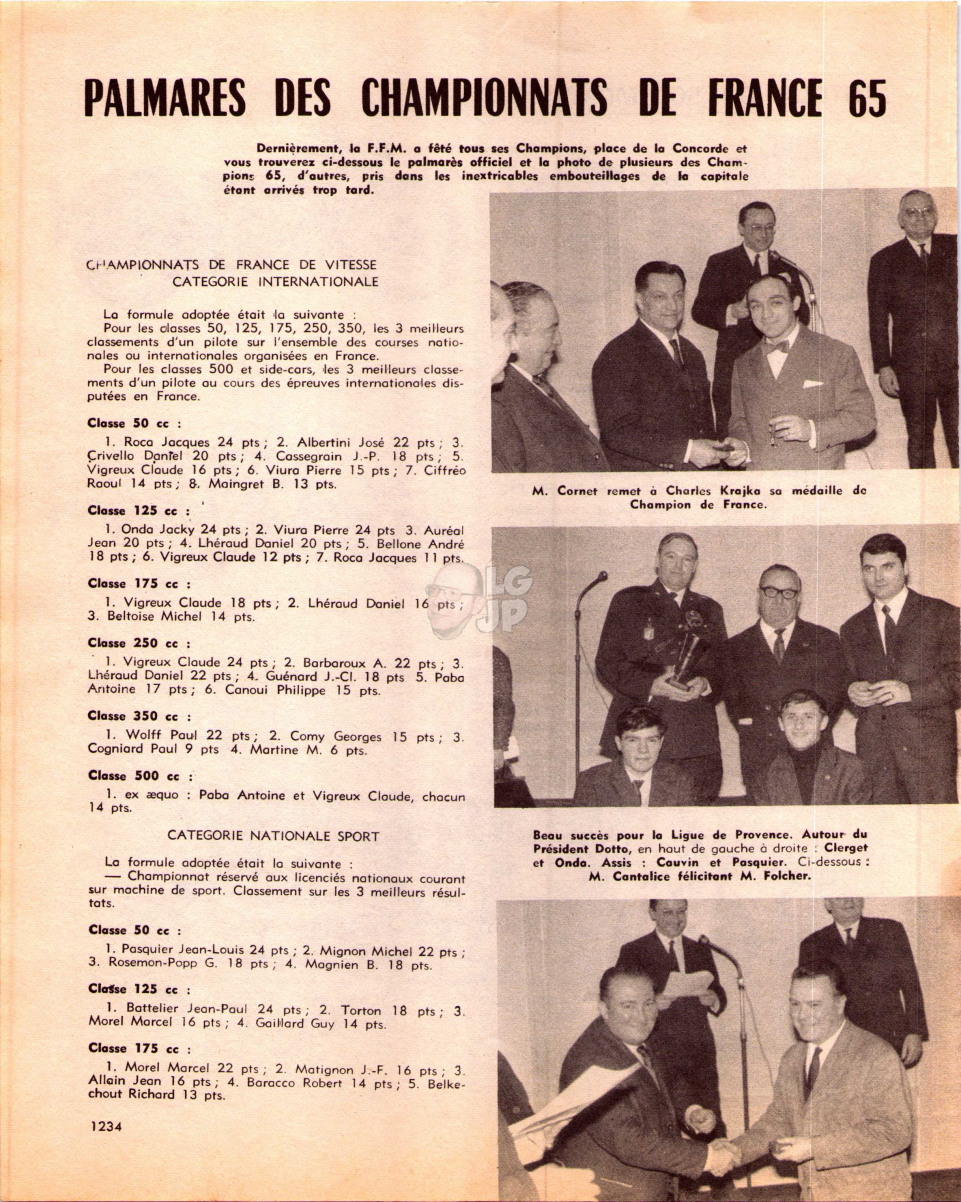 PALMARES DES CHAMPIONNATS DE FRANCE 65
Dernièrement, la F.F.M. a fêté tous ses Champions, place de la Concorde et
vous trouverez ci-dessous le palmarès officiel et la photo de plusieurs des Cham-
pions 65, d'autres, pris dans les inextricables embouteillages de la capitale
étant arrivés trop tard.
CHAMPIONNATS DE FRANCE DE VITESSE
CATEGORIE INTERNATIONALE
La formule adoptée était la suivante :
Pour les classes 50, 125, 175, 250, 350, les 3 meilleurs
classements d'un pilote sur l'ensemble des courses natio-
nales ou internationales organisées en France.
Pour les classes 500 et side-cars, les 3 meilleurs classe-
ments d'un pilote au cours des épreuves internationales dis-
putées en France.
Classe 50 cc :
1. Roca Jacques 24 pts ; 2. Albertini José 22 pts ; 3.
Crivello Daniel 20 pts ; 4. Cassegrain J.-P. 18 pts ; 5.
Vigreux Claude 16 pts ; 6. Viura Pierre 15 pts ; 7. Ciffréo
Raoul 14 pts ; 8. Maingret B. 13 pts.
Classe 125 cc :
1. Onda Jacky 24 pts ; 2. Viura Pierre 24 pts 3. Auréal
Jean 20 pts ; 4. Lhéraud Daniel 20 pts ; 5. Bellone André
18 pts ; 6. Vigreux Claude 12 pts ; 7. Roca Jacques 11 pts.
Classe 175 cc :
1. Vigreux Claude 18 pts ; 2. Lhéraud Daniel 16 pts ;
3. Beltoise Michel 14 pts.
Classe 250 cc :
1. Vigreux Claude 24 pts ; 2. Barbaroux A. 22 pts ; 3.
Lhéraud Daniel 22 pts ; 4. Guénard J.-Cl. 18 pts 5. Paba
Antoine 17 pts ; 6. Canoui Philippe 15 pts.
Classe 350 cc :
1. Wolff Paul 22 pts ; 2. Comy Georges 15 pts ; 3.
Cogniard Paul 9 pts 4. Martine M. 6 pts.
Classe 500 cc :
1. ex æquo : Paba Antoine et Vigreux Claude, chacun
14 pts.
CATEGORIE NATIONALE SPORT
La formule adoptée était la suivante :
— Championnat réservé aux licenciés nationaux courant
sur machine de sport. Classement sur les 3 meilleurs résul-
tats.
Classe 50 cc :
1. Pasquier Jean-Louis 24 pts ; 2. Mignon Michel 22 pts ;
3. Rosemon-Popp G. 18 pts ; 4. Magnien B. 18 pts.
Classe 125 cc :
1. Battelier Jean-Paul 24 pts ; 2. Torton 18 pts ; 3.
Morel Marcel 16 pts ; 4. Gaillard Guy 14 pts.
Classe 175 cc :
1. Morel Marcel 22 pts ; 2. Matignon J.-F. 16 pts ; 3.
Allain Jean 16 pts ; 4. Baracco Robert 14 pts ; 5. Belke-
chout Richard 13 pts.
1234
M. Cornet remet à Charles Krajka sa médaille de
Champion de France.
Beau succès pour la Ligue de Provence. Autour du
Président Dotto, en haut de gauche à droite : Clerget
et Onda. Assis : Cauvin et Pasquier. Ci-dessous :
M. Cantalice félicitant M. Folcher.
LG
JP